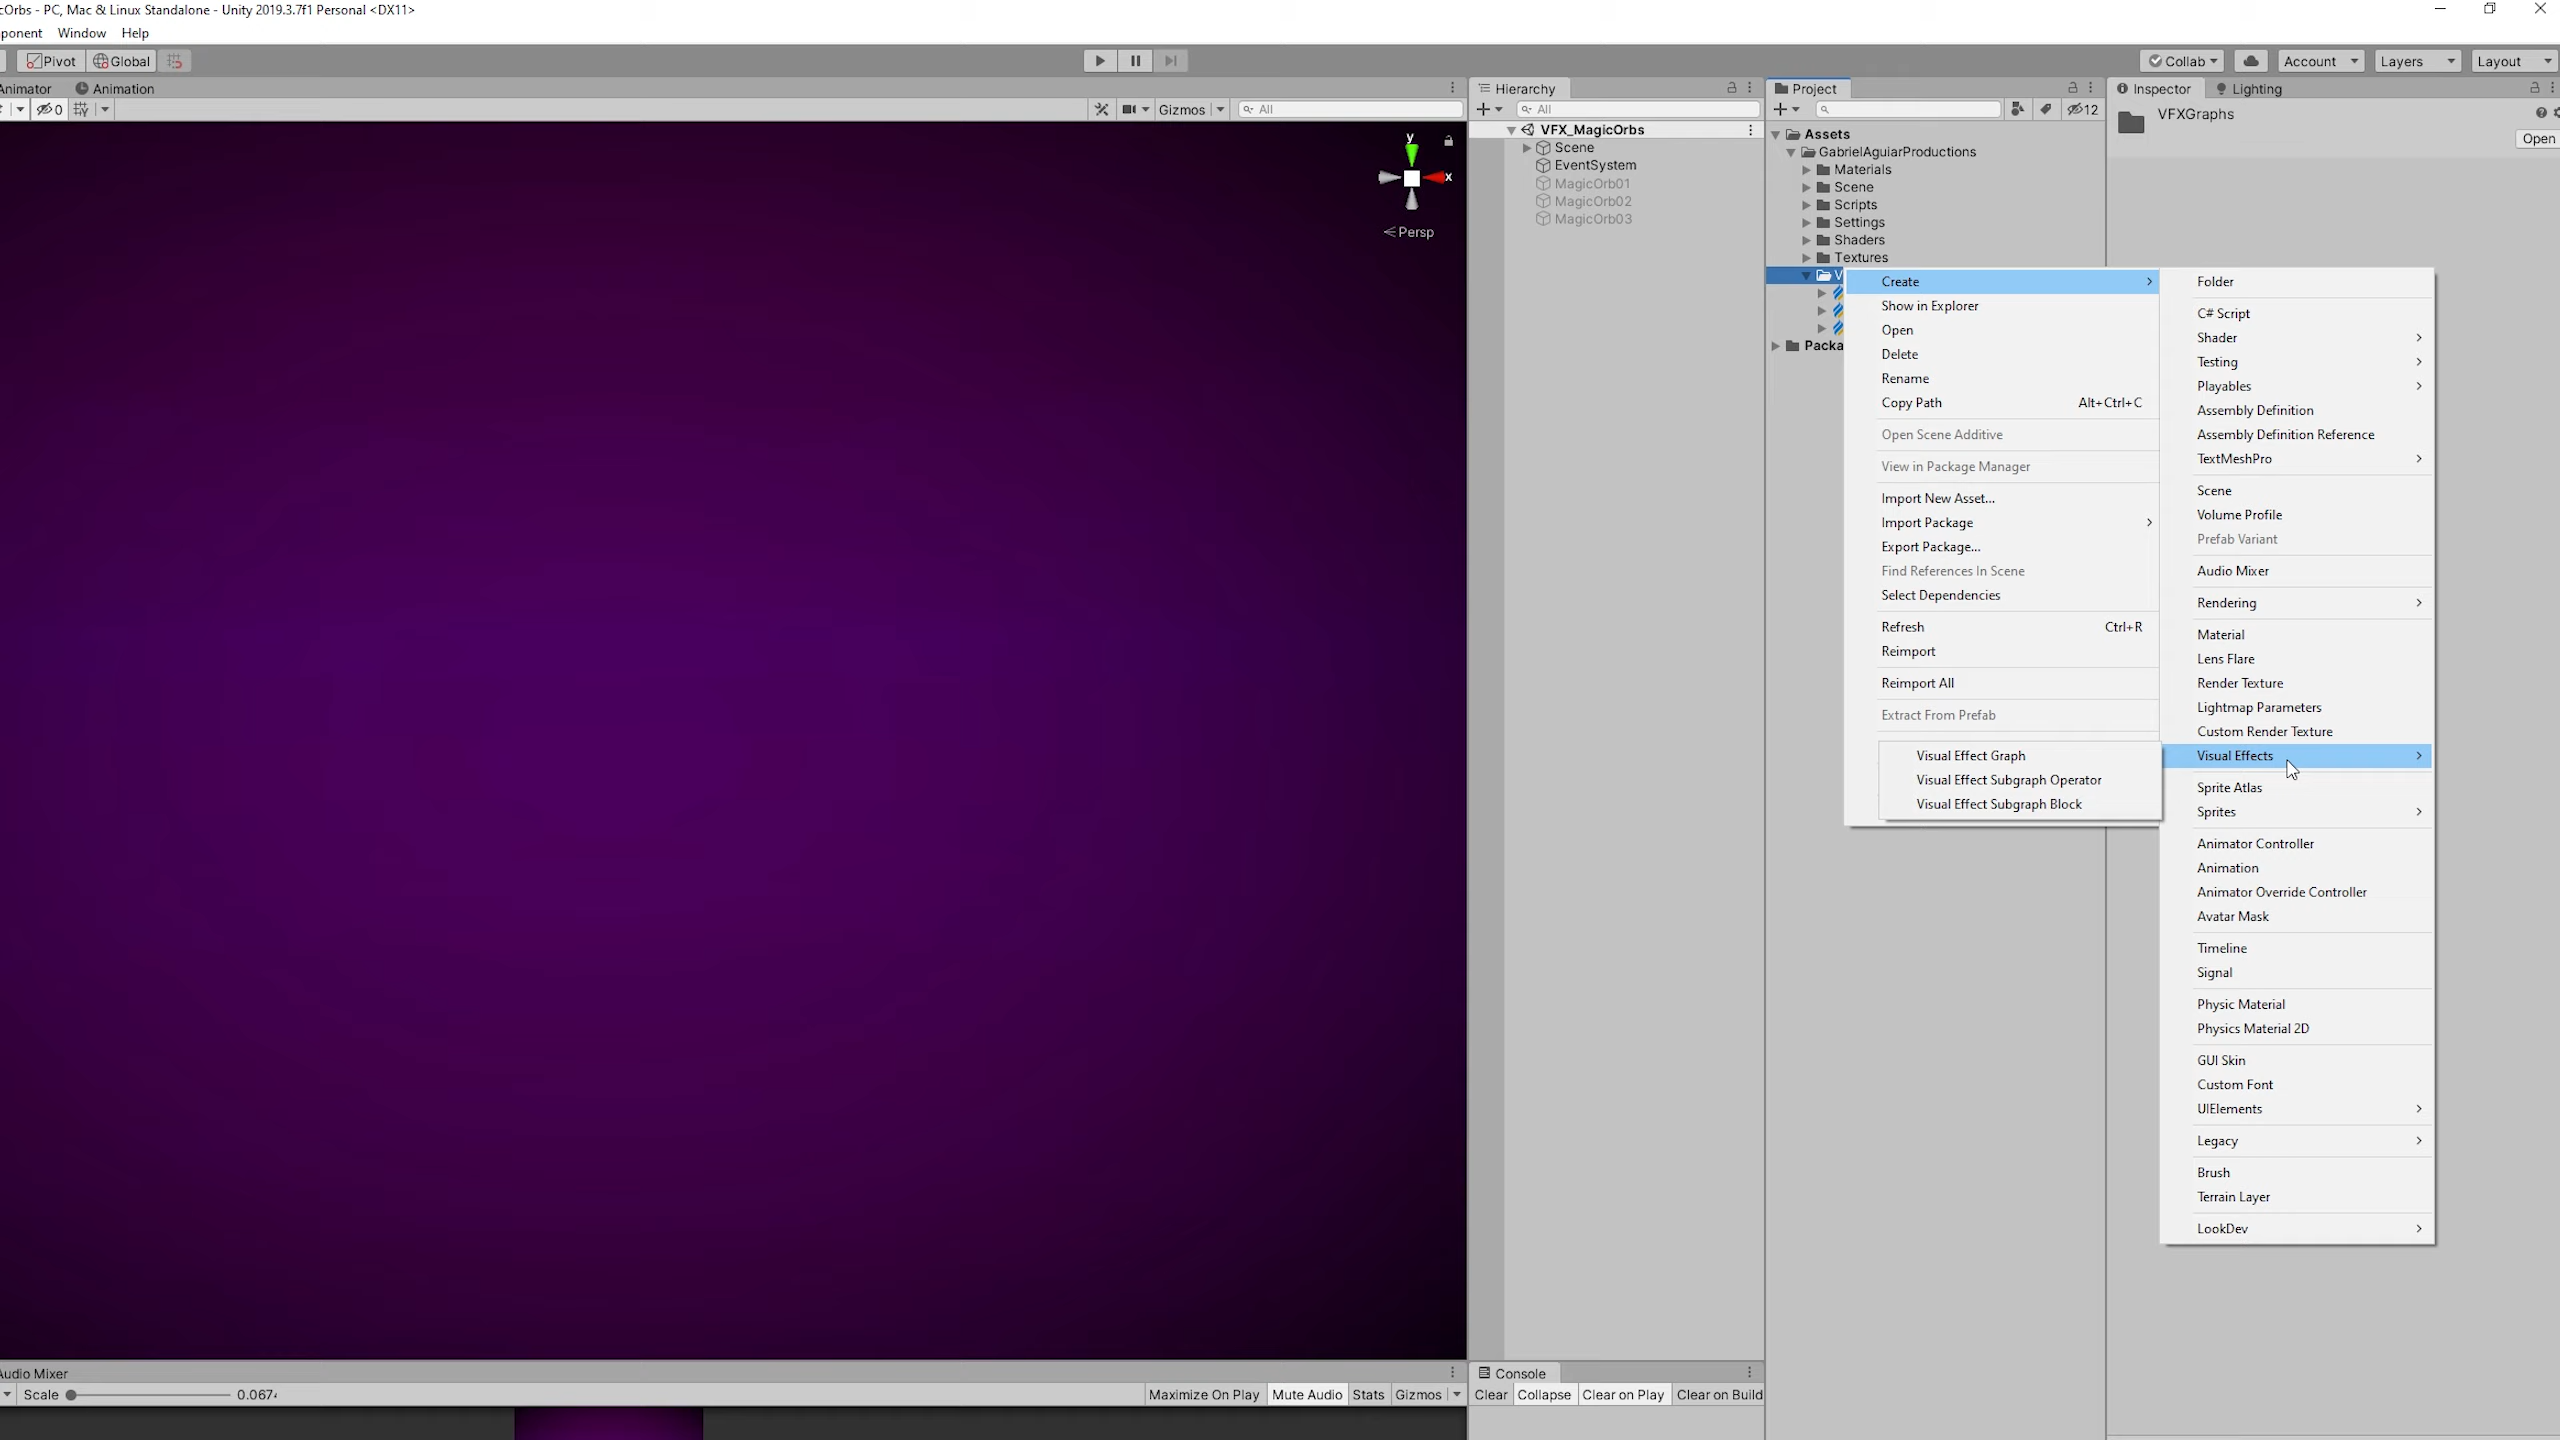 cOrbs - PC, Mac & Linux Standalone - Unity 2019.3.7f1 Personal <DX11>
ponent Window Help
Pivot Global Collab Account Layers Layout
Animator Animation
0 Gizmos All
Persp
y
x
Hierarchy
All
VFX_MagicOrbs
Scene
EventSystem
MagicOrb01
MagicOrb02
MagicOrb03
Project
12
Assets
GabrielAguiarProductions
Materials
Scene
Scripts
Settings
Shaders
Textures
V
Packa
Inspector Lighting
VFXGraphs
Open
Create
Show in Explorer
Open
Delete
Rename
Copy Path Alt+Ctrl+C
Open Scene Additive
View in Package Manager
Import New Asset...
Import Package
Export Package...
Find References In Scene
Select Dependencies
Refresh Ctrl+R
Reimport
Reimport All
Extract From Prefab
Visual Effect Graph
Visual Effect Subgraph Operator
Visual Effect Subgraph Block
Folder
C# Script
Shader
Testing
Playables
Assembly Definition
Assembly Definition Reference
TextMeshPro
Scene
Volume Profile
Prefab Variant
Audio Mixer
Rendering
Material
Lens Flare
Render Texture
Lightmap Parameters
Custom Render Texture
Visual Effects
Sprite Atlas
Sprites
Animator Controller
Animation
Animator Override Controller
Avatar Mask
Timeline
Signal
Physic Material
Physics Material 2D
GUI Skin
Custom Font
UIElements
Legacy
Brush
Terrain Layer
LookDev
Audio Mixer
Scale 0.067 Maximize On Play Mute Audio Stats Gizmos
Console
Clear Collapse Clear on Play Clear on Build